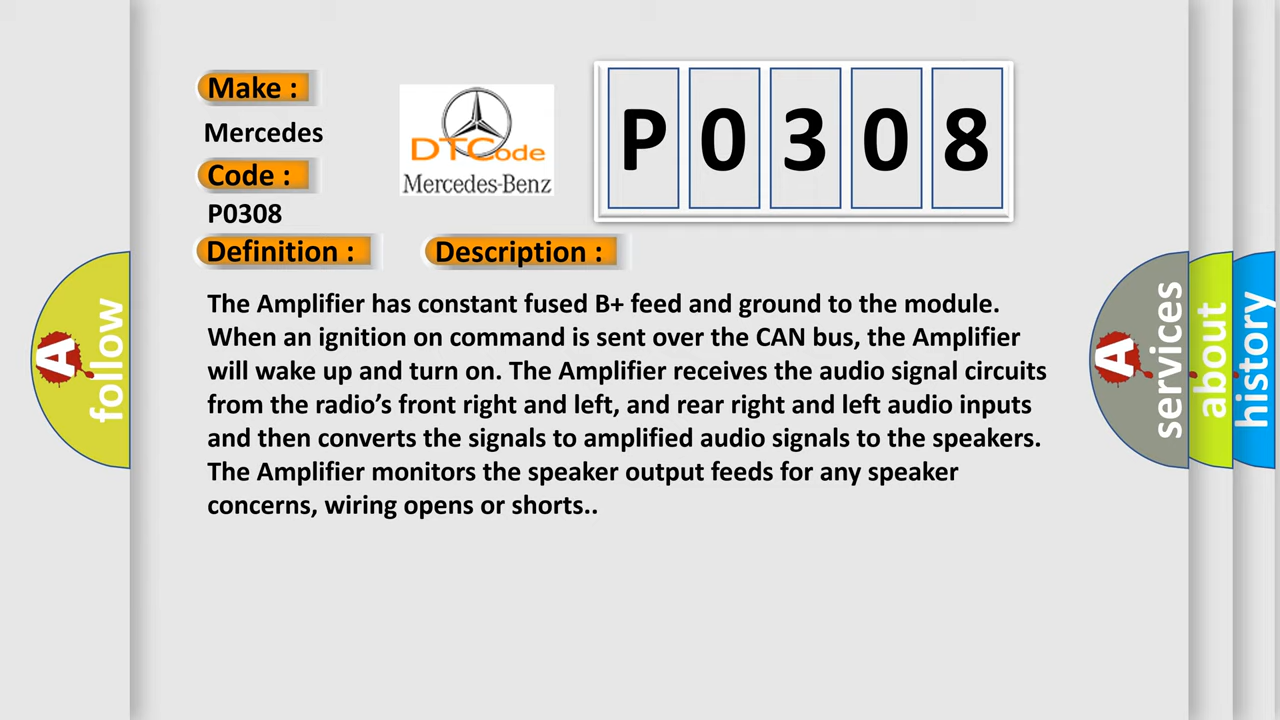 Make :
Mercedes
Code :
P0308
DTCode
Mercedes-Benz
P0308
Definition :
Description :
The Amplifier has constant fused B+ feed and ground to the module.
When an ignition on command is sent over the CAN bus, the Amplifier
will wake up and turn on. The Amplifier receives the audio signal circuits
from the radio’s front right and left, and rear right and left audio inputs
and then converts the signals to amplified audio signals to the speakers.
The Amplifier monitors the speaker output feeds for any speaker
concerns, wiring opens or shorts..
A
follow
A
services
about
history